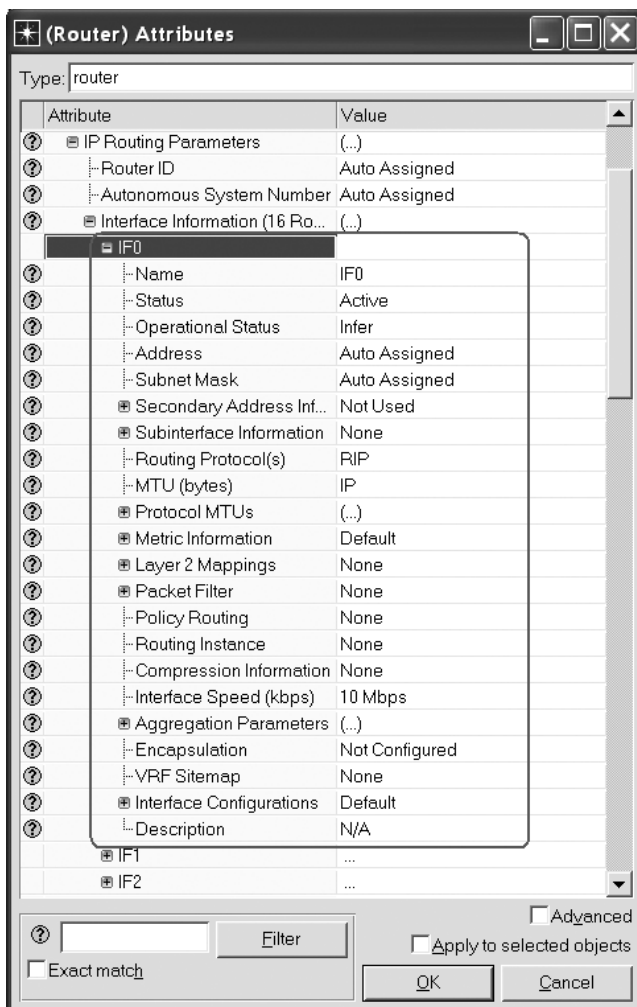 (Router) Attributes
Type: router
Attribute Value
IP Routing Parameters (...)
Router ID Auto Assigned
Autonomous System Number Auto Assigned
Interface Information (16 Ro... (...)
IF0
Name IF0
Status Active
Operational Status Infer
Address Auto Assigned
Subnet Mask Auto Assigned
Secondary Address Inf... Not Used
Subinterface Information None
Routing Protocol(s) RIP
MTU (bytes) IP
Protocol MTUs (...)
Metric Information Default
Layer 2 Mappings None
Packet Filter None
Policy Routing None
Routing Instance None
Compression Information None
Interface Speed (kbps) 10 Mbps
Aggregation Parameters (...)
Encapsulation Not Configured
VRF Sitemap None
Interface Configurations Default
Description N/A
IF1 ...
IF2 ...
Advanced
Filter
Apply to selected objects
Exact match
OK Cancel